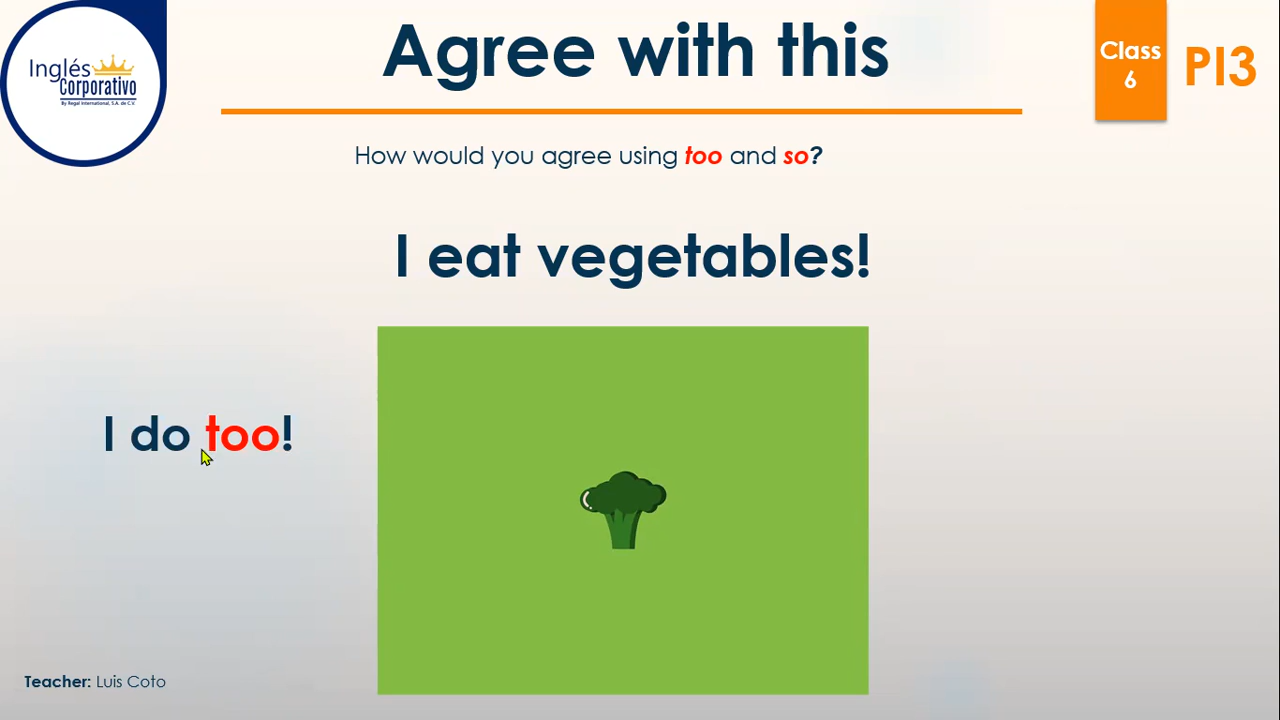 Agree with this
Inglés
Corporativo
By Regal International, S.A. de C.V.
Class
6
PI3
How would you agree using too and so?
I eat vegetables!
I do too!
Teacher: Luis Coto